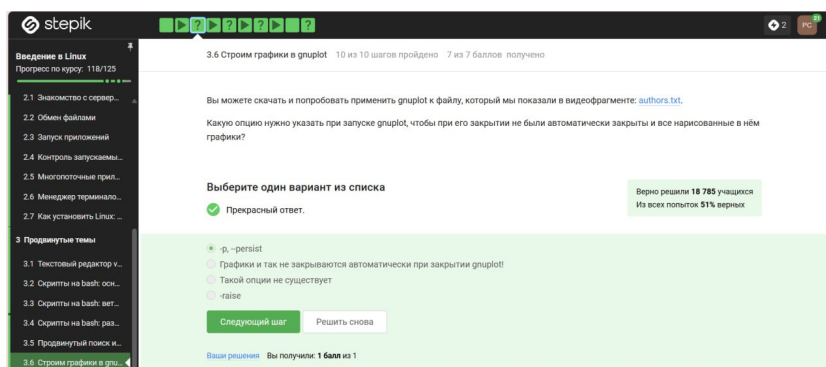 stepik
2
РС
21
Введение в Linux
Прогресс по курсу: 118/125
2.1 Знакомство с сервер...
2.2 Обмен файлами
2.3 Запуск приложений
2.4 Контроль запускаемы...
2.5 Многопоточные прил...
2.6 Менеджер терминало...
2.7 Как установить Linux: ...
3 Продвинутые темы
3.1 Текстовый редактор v...
3.2 Скрипты на bash: осн...
3.3 Скрипты на bash: вет...
3.4 Скрипты на bash: раз...
3.5 Продвинутый поиск и...
3.6 Строим графики в gnu...
3.6 Строим графики в gnuplot 10 из 10 шагов пройдено 7 из 7 баллов получено
Вы можете скачать и попробовать применить gnuplot к файлу, который мы показали в видеофрагменте: authors.txt.
Какую опцию нужно указать при запуске gnuplot, чтобы при его закрытии не были автоматически закрыты и все нарисованные в нём
графики?
Выберите один вариант из списка
Прекрасный ответ.
Верно решили 18 785 учащихся
Из всех попыток 51% верных
-p, --persist
Графики и так не закрываются автоматически при закрытии gnuplot!
Такой опции не существует
-raise
Следующий шаг
Решить снова
Ваши решения Вы получили: 1 балл из 1